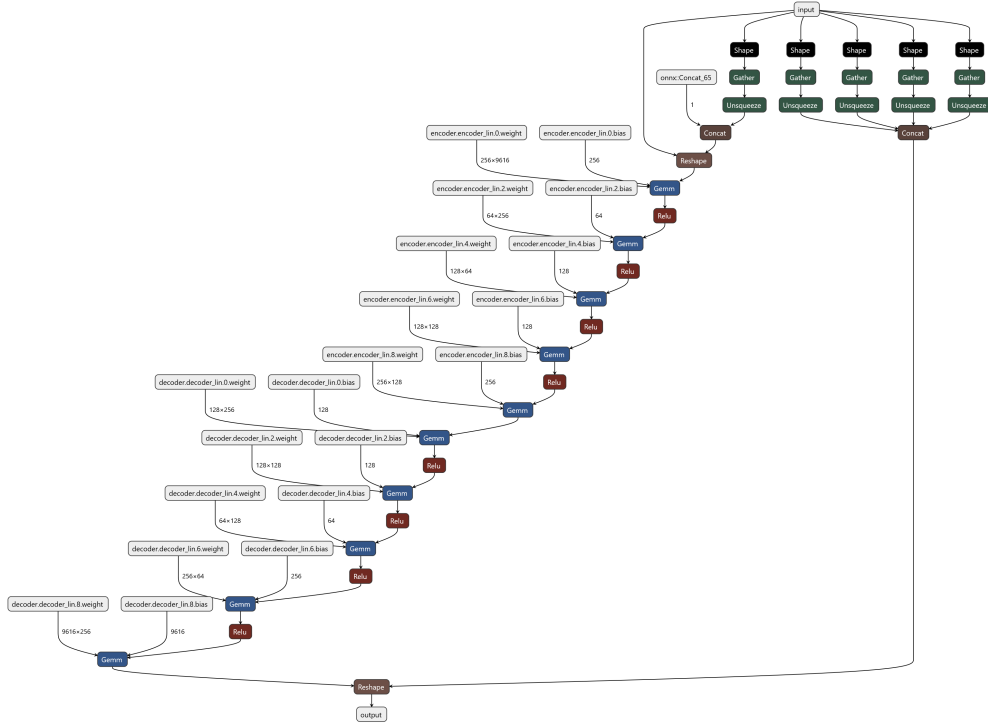 input
Shape Shape Shape Shape Shape
onnx::Concat_65 Gather Gather Gather Gather Gather
1 Unsqueeze Unsqueeze Unsqueeze Unsqueeze Unsqueeze
encoder.encoder_lin.0.weight encoder.encoder_lin.0.bias Concat Concat
256×9616 256 Reshape
encoder.encoder_lin.2.weight encoder.encoder_lin.2.bias Gemm
64×256 64 Relu
encoder.encoder_lin.4.weight encoder.encoder_lin.4.bias Gemm
128×64 128 Relu
encoder.encoder_lin.6.weight encoder.encoder_lin.6.bias Gemm
128×128 128 Relu
encoder.encoder_lin.8.weight encoder.encoder_lin.8.bias Gemm
256×128 256 Relu
decoder.decoder_lin.0.weight decoder.decoder_lin.0.bias
128×256 128 Gemm
decoder.decoder_lin.2.weight decoder.decoder_lin.2.bias Gemm
128×128 128 Relu
decoder.decoder_lin.4.weight decoder.decoder_lin.4.bias Gemm
64×128 64 Relu
decoder.decoder_lin.6.weight decoder.decoder_lin.6.bias Gemm
256×64 256 Relu
decoder.decoder_lin.8.weight decoder.decoder_lin.8.bias Gemm
9616×256 9616 Relu
Gemm
Reshape
output